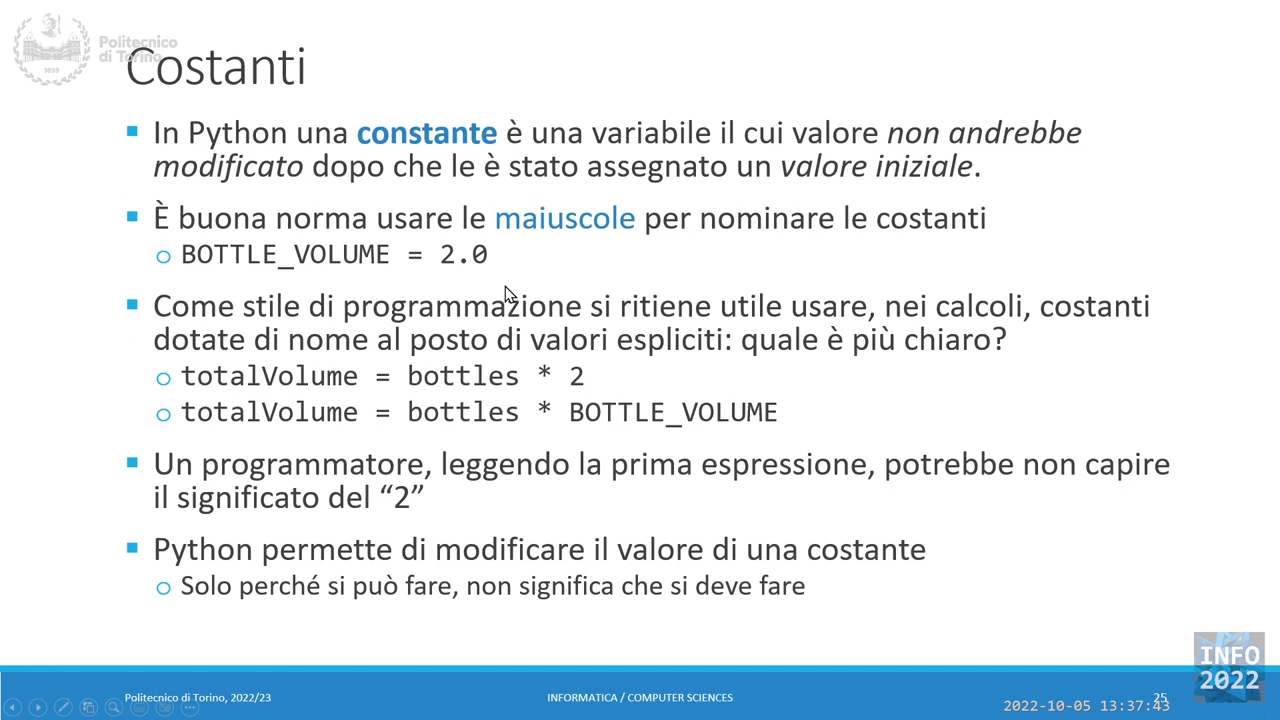 Politecnico
di Torino
1859
Costanti
In Python una constante è una variabile il cui valore non andrebbe
modificato dopo che le è stato assegnato un valore iniziale.
È buona norma usare le maiuscole per nominare le costanti
BOTTLE_VOLUME = 2.0
Come stile di programmazione si ritiene utile usare, nei calcoli, costanti
dotate di nome al posto di valori espliciti: quale è più chiaro?
totalVolume = bottles * 2
totalVolume = bottles * BOTTLE_VOLUME
Un programmatore, leggendo la prima espressione, potrebbe non capire
il significato del “2”
Python permette di modificare il valore di una costante
Solo perché si può fare, non significa che si deve fare
INFO
2022
Politecnico di Torino, 2022/23
INFORMATICA / COMPUTER SCIENCES
25
2022-10-05 13:37:43